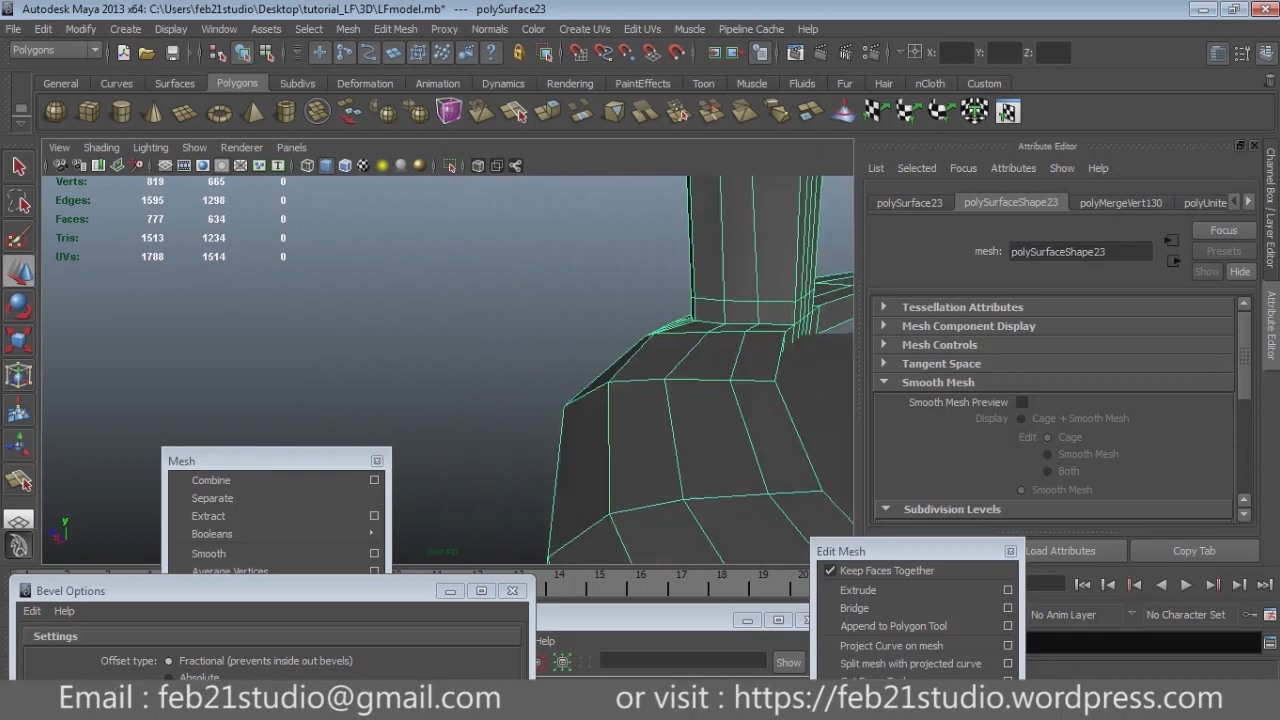 Autodesk Maya 2013 x64: C:\Users\feb21studio\Desktop\tutorial_LF\3D\LFmodel.mb* --- polySurface23
File Edit Modify Create Display Window Assets Select Mesh Edit Mesh Proxy Normals Color Create UVs Edit UVs Muscle Pipeline Cache Help
Polygons X: Y: Z:
General Curves Surfaces Polygons Subdivs Deformation Animation Dynamics Rendering PaintEffects Toon Muscle Fluids Fur Hair nCloth Custom
View Shading Lighting Show Renderer Panels
Verts: 819 665 0
Edges: 1595 1298 0
Faces: 777 634 0
Tris: 1513 1234 0
UVs: 1788 1514 0
y
persp
Attribute Editor
List Selected Focus Attributes Show Help
polySurface23 polySurfaceShape23 polyMergeVert130 polyUnite
mesh: polySurfaceShape23
Focus
Presets
Show Hide
Tessellation Attributes
Mesh Component Display
Mesh Controls
Tangent Space
Smooth Mesh
Smooth Mesh Preview
Display Cage + Smooth Mesh
Edit Cage
Smooth Mesh
Both
Smooth Mesh
Subdivision Levels
Load Attributes Copy Tab
Channel Box / Layer Editor
Attribute Editor
Mesh
Combine
Separate
Extract
Booleans
Smooth
Average Vertices
14 15 16 17 18 19 20
No Anim Layer No Character Set
Bevel Options
Edit Help
Settings
Offset type: Fractional (prevents inside out bevels)
Absolute
Help
Show
Edit Mesh
Keep Faces Together
Extrude
Bridge
Append to Polygon Tool
Project Curve on mesh
Split mesh with projected curve
Email : feb21studio@gmail.com or visit : https://feb21studio.wordpress.com